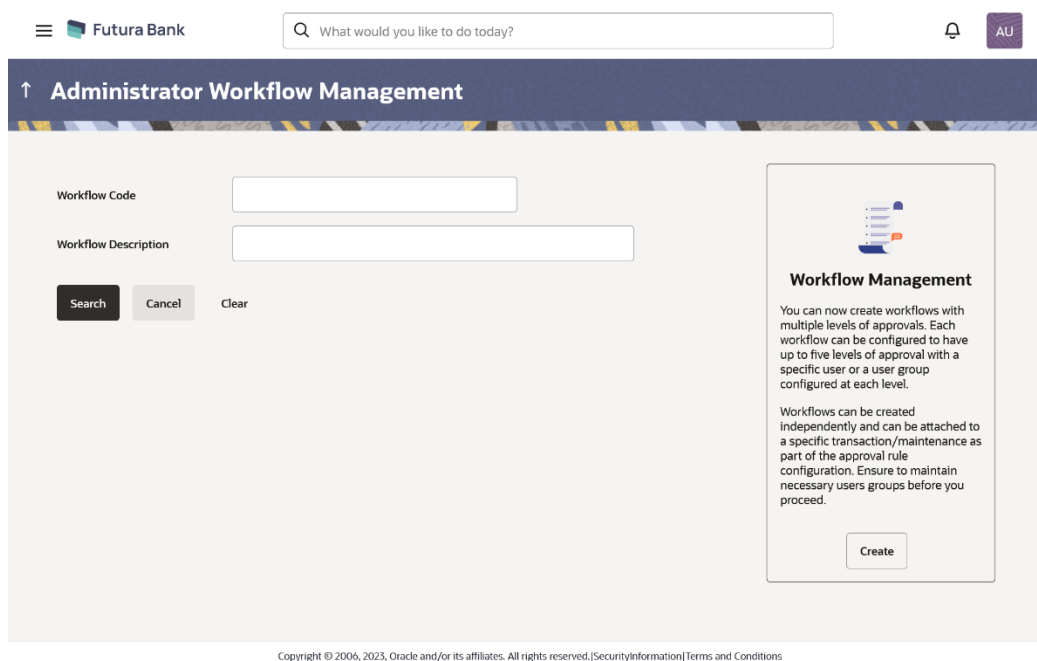 Futura Bank
What would you like to do today?
AU
Administrator Workflow Management
Workflow Code
Workflow Description
Search Cancel Clear
Workflow Management
You can now create workflows with
multiple levels of approvals. Each
workflow can be configured to have
up to five levels of approval with a
specific user or a user group
configured at each level.
Workflows can be created
independently and can be attached to
a specific transaction/maintenance as
part of the approval rule
configuration. Ensure to maintain
necessary users groups before you
proceed.
Create
Copyright © 2006, 2023, Oracle and/or its affiliates. All rights reserved.|SecurityInformation|Terms and Conditions